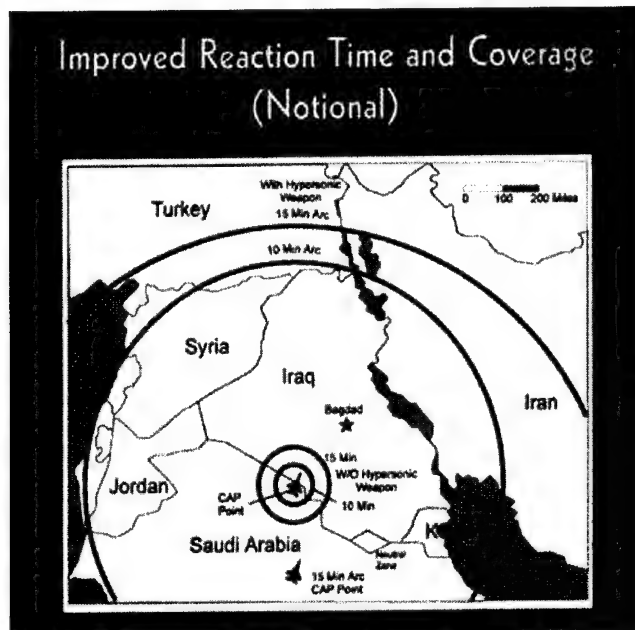 Improved Reaction Time and Coverage
(Notional)
With Hypersonic
Weapon
15 Min Arc
0 100 200 Miles
Turkey
10 Min Arc
Syria
Iraq
Iran
Bagdad
15 Min
W/O Hypersonic
Weapon
Jordan
CAP
Point
10 Min
Saudi Arabia
K
Neutral
Zone
15 Min Arc
CAP Point